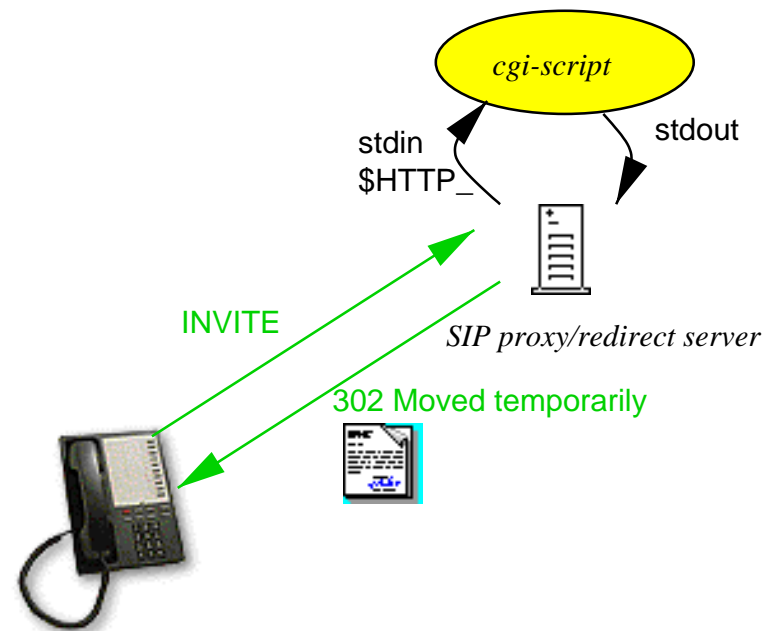 cgi-script
stdin
$HTTP_
stdout
INVITE
SIP proxy/redirect server
302 Moved temporarily